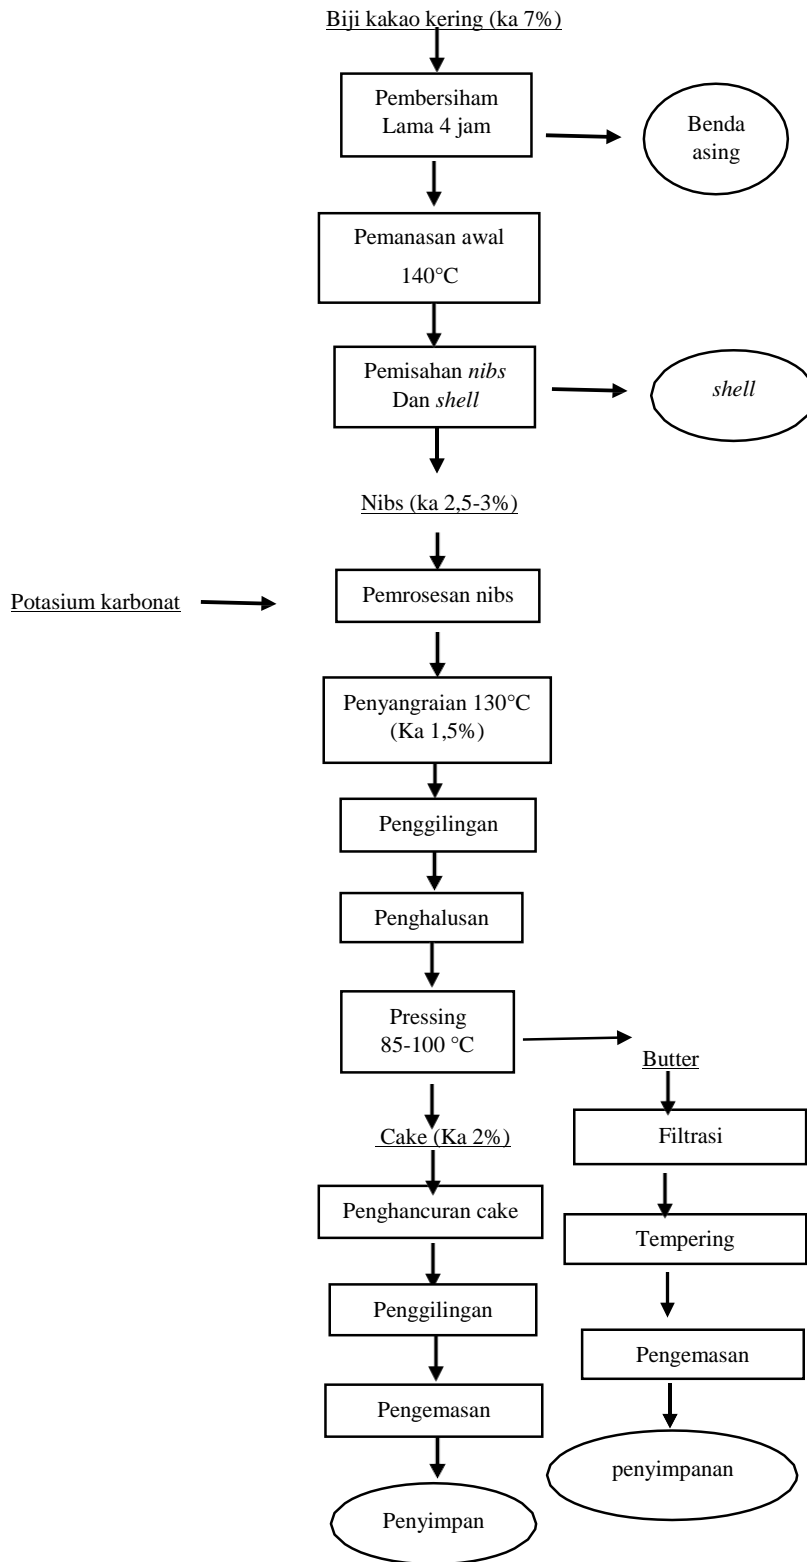 Biji kakao kering (ka 7%)
Pembersiham
Lama 4 jam
Benda
asing
Pemanasan awal
140°C
Pemisahan nibs
Dan shell
shell
Nibs (ka 2,5-3%)
Potasium karbonat
Pemrosesan nibs
Penyangraian 130°C
(Ka 1,5%)
Penggilingan
Penghalusan
Pressing
85-100 °C
Butter
Cake (Ka 2%)
Filtrasi
Penghancuran cake
Tempering
Penggilingan
Pengemasan
Pengemasan
penyimpanan
Penyimpan